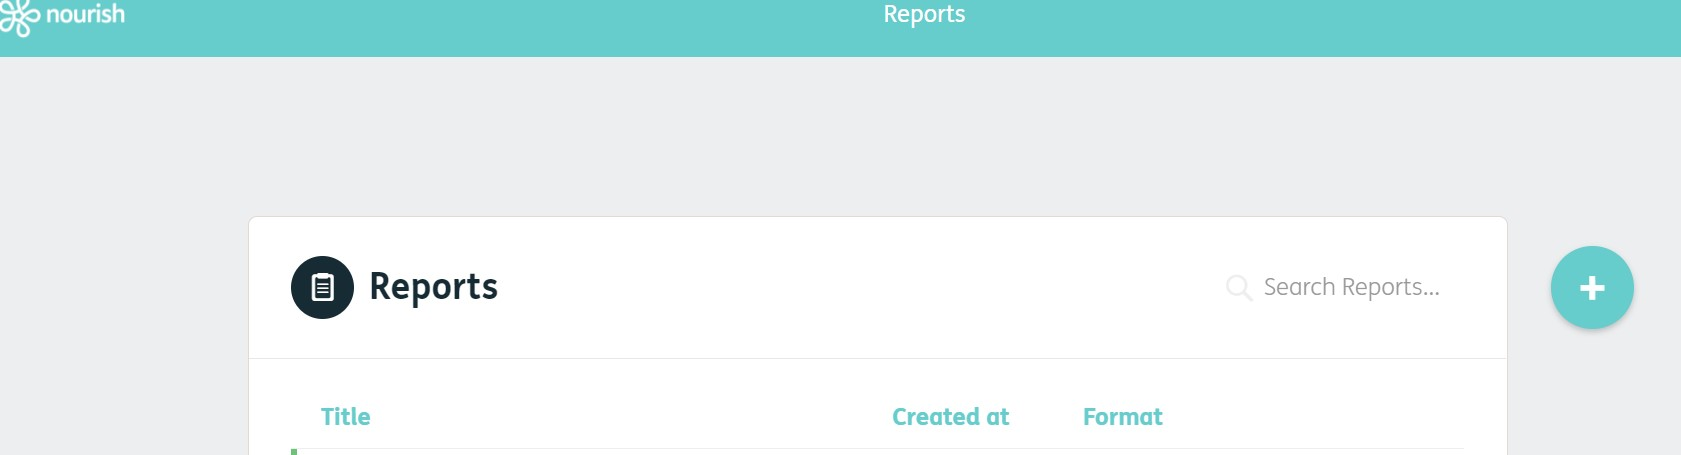 nourish
Reports
Reports
Search Reports...
Title
Created at
Format